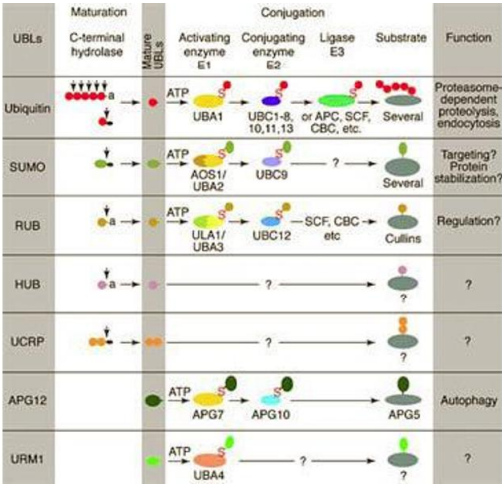 Maturation
Conjugation
UBLs
C-terminal
hydrolase
Mature
UBLs
Activating
enzyme
E1
Conjugating
enzyme
E2
Ligase
E3
Substrate
Function
Ubiquitin
a
ATP
S
UBA1
S
UBC1-8,
10,11,13
S
or APC, SCF,
CBC, etc.
Several
Proteasome-
dependent
proteolysis,
endocytosis
SUMO
ATP
S
AOS1/
UBA2
S
UBC9
?
Several
Targeting?
Protein
stabilization?
RUB
a
ATP
S
ULA1/
UBA3
S
UBC12
SCF, CBC
etc
Cullins
Regulation?
HUB
a
?
?
?
UCRP
?
?
?
APG12
ATP
S
APG7
S
APG10
APG5
Autophagy
URM1
ATP
S
UBA4
?
?
?